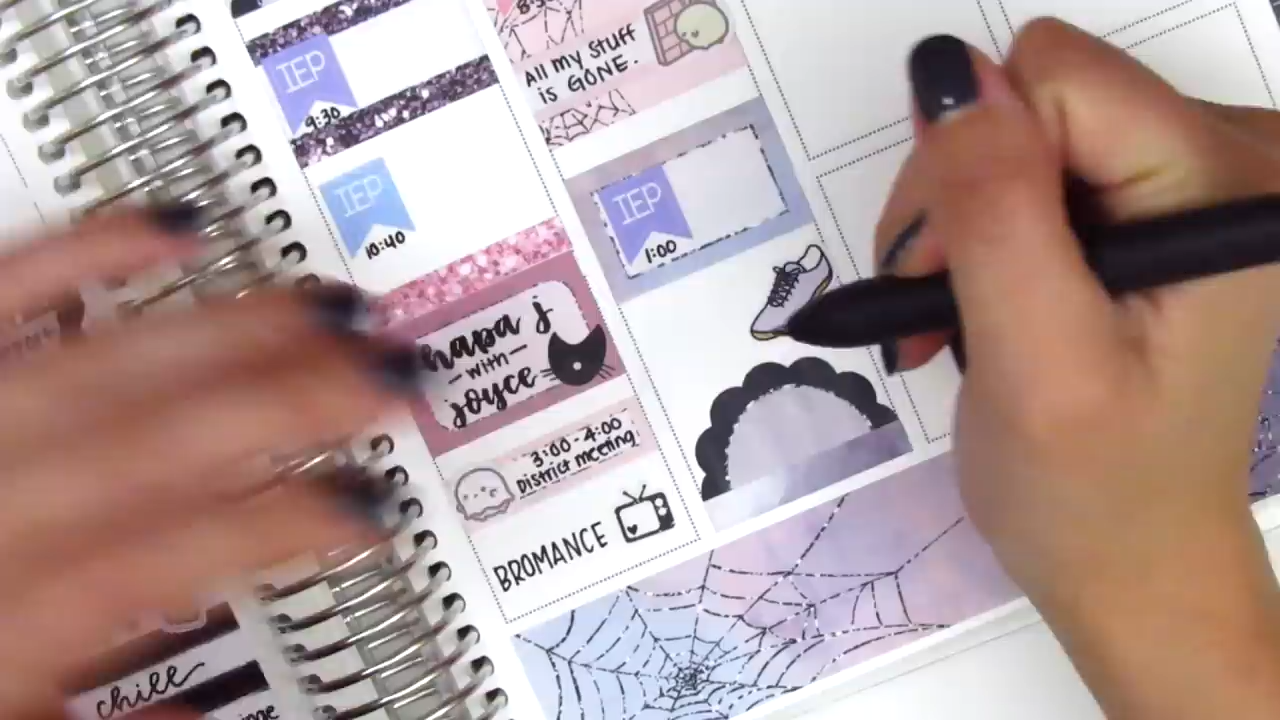 IEP
9:30
IEP
10:40
hapa J
-with-
joyce
3:00-4:00
District meeting
BROMANCE
All my Stuff
is GONE.
IEP
1:00
chill